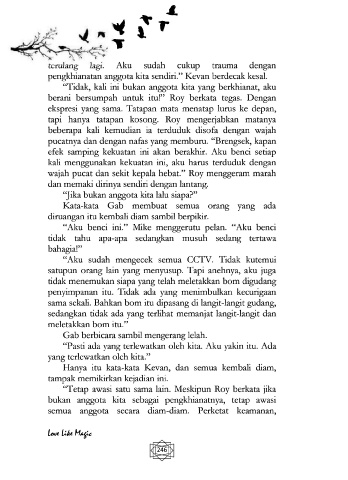 terulang lagi. Aku sudah cukup trauma dengan
pengkhianatan anggota kita sendiri.” Kevan berdecak kesal.
“Tidak, kali ini bukan anggota kita yang berkhianat, aku
berani bersumpah untuk itu!” Roy berkata tegas. Dengan
ekspresi yang sama. Tatapan mata menatap lurus ke depan,
tapi hanya tatapan kosong. Roy mengerjabkan matanya
beberapa kali kemudian ia terduduk disofa dengan wajah
pucatnya dan dengan nafas yang memburu. “Brengsek, kapan
efek samping kekuatan ini akan berakhir. Aku benci setiap
kali menggunakan kekuatan ini, aku harus terduduk dengan
wajah pucat dan sekit kepala hebat.” Roy menggeram marah
dan memaki dirinya sendiri dengan lantang.
“Jika bukan anggota kita lalu siapa?”
Kata-kata Gab membuat semua orang yang ada
diruangan itu kembali diam sambil berpikir.
“Aku benci ini.” Mike menggerutu pelan. “Aku benci
tidak tahu apa-apa sedangkan musuh sedang tertawa
bahagia!”
“Aku sudah mengecek semua CCTV. Tidak kutemui
satupun orang lain yang menyusup. Tapi anehnya, aku juga
tidak menemukan siapa yang telah meletakkan bom digudang
penyimpanan itu. Tidak ada yang menimbulkan kecurigaan
sama sekali. Bahkan bom itu dipasang di langit-langit gudang,
sedangkan tidak ada yang terlihat memanjat langit-langit dan
meletakkan bom itu.”
Gab berbicara sambil mengerang lelah.
“Pasti ada yang terlewatkan oleh kita. Aku yakin itu. Ada
yang terlewatkan oleh kita.”
Hanya itu kata-kata Kevan, dan semua kembali diam,
tampak memikirkan kejadian ini.
“Tetap awasi satu sama lain. Meskipun Roy berkata jika
bukan anggota kita sebagai pengkhianatnya, tetap awasi
semua anggota secara diam-diam. Perketat keamanan,
Love Like Magic
246